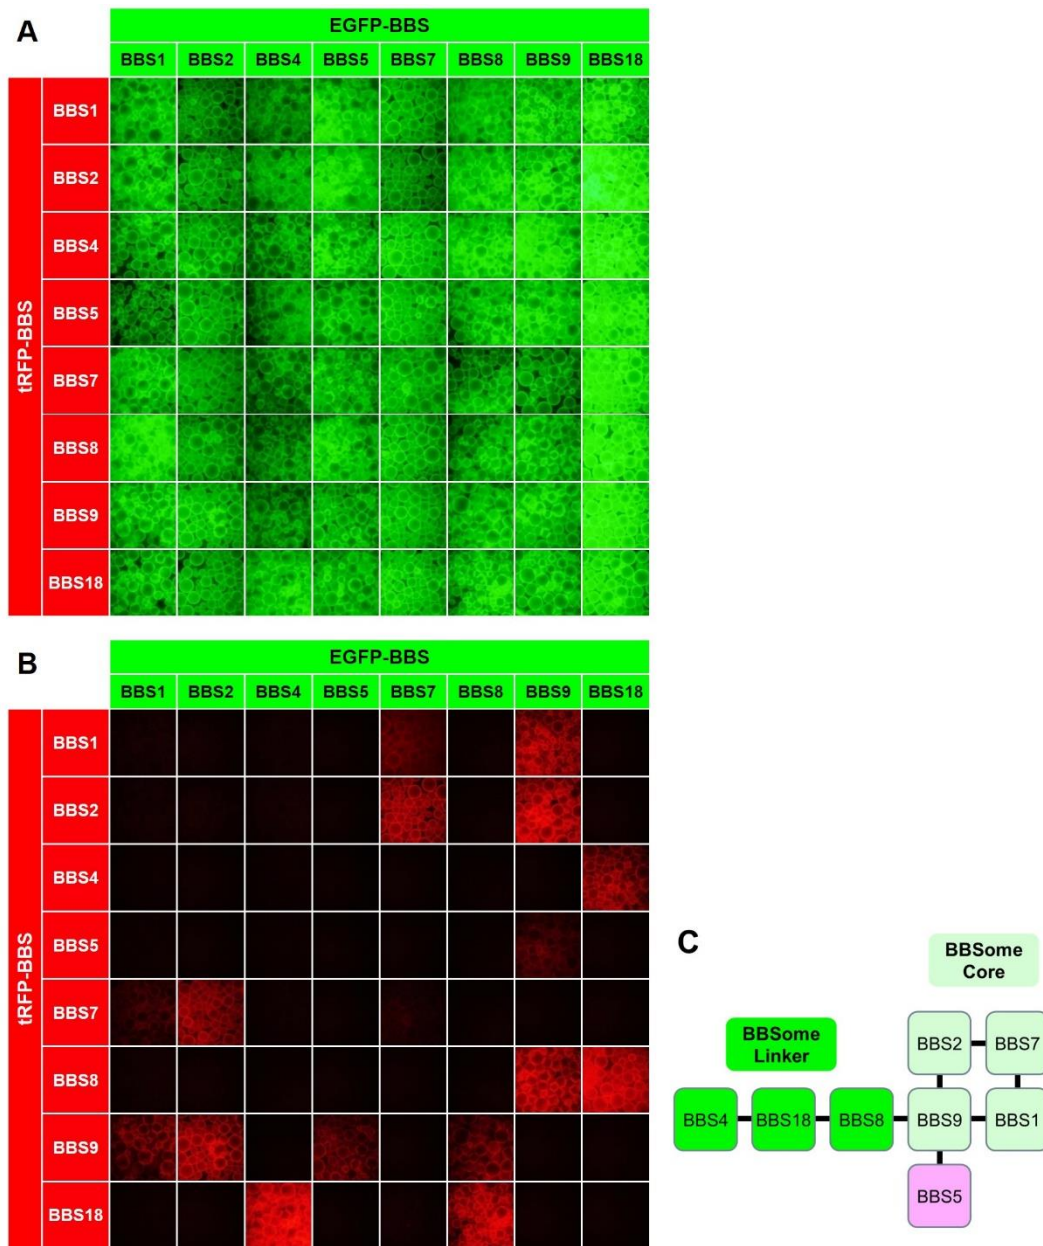 A
EGFP-BBS
BBS1 BBS2 BBS4 BBS5 BBS7 BBS8 BBS9 BBS18
tRFP-BBS
BBS1
BBS2
BBS4
BBS5
BBS7
BBS8
BBS9
BBS18
B
EGFP-BBS
BBS1 BBS2 BBS4 BBS5 BBS7 BBS8 BBS9 BBS18
tRFP-BBS
BBS1
BBS2
BBS4
BBS5
BBS7
BBS8
BBS9
BBS18
C
BBSome
Core
BBSome
Linker
BBS2 BBS7
BBS4 BBS18 BBS8 BBS9 BBS1
BBS5